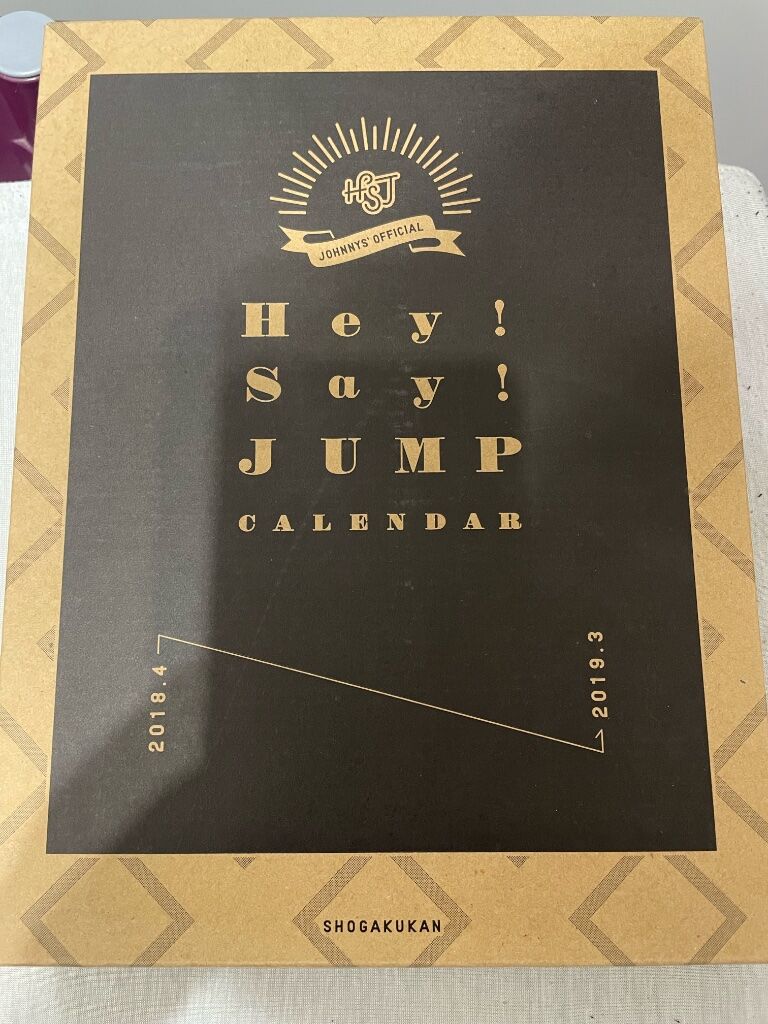 HSJ
JOHNNYS' OFFICIAL
Hey!
Say!
JUMP
CALENDAR
2018.4
2019.3
SHOGAKUKAN